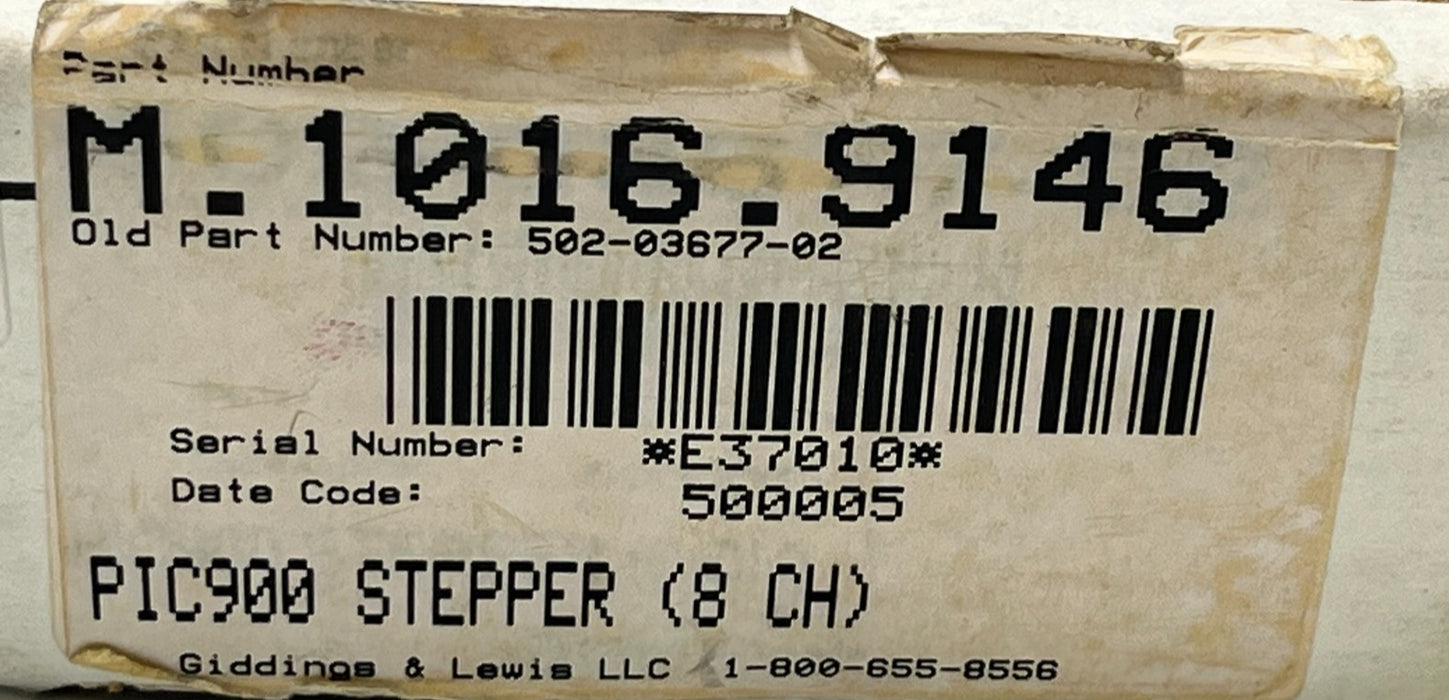 Part Number
M.1016.9146
Old Part Number: 502-03677-02
Serial Number: *E37010*
Date Code: 500005
PIC900 STEPPER (8 CH)
Giddings & Lewis LLC 1-800-655-8556